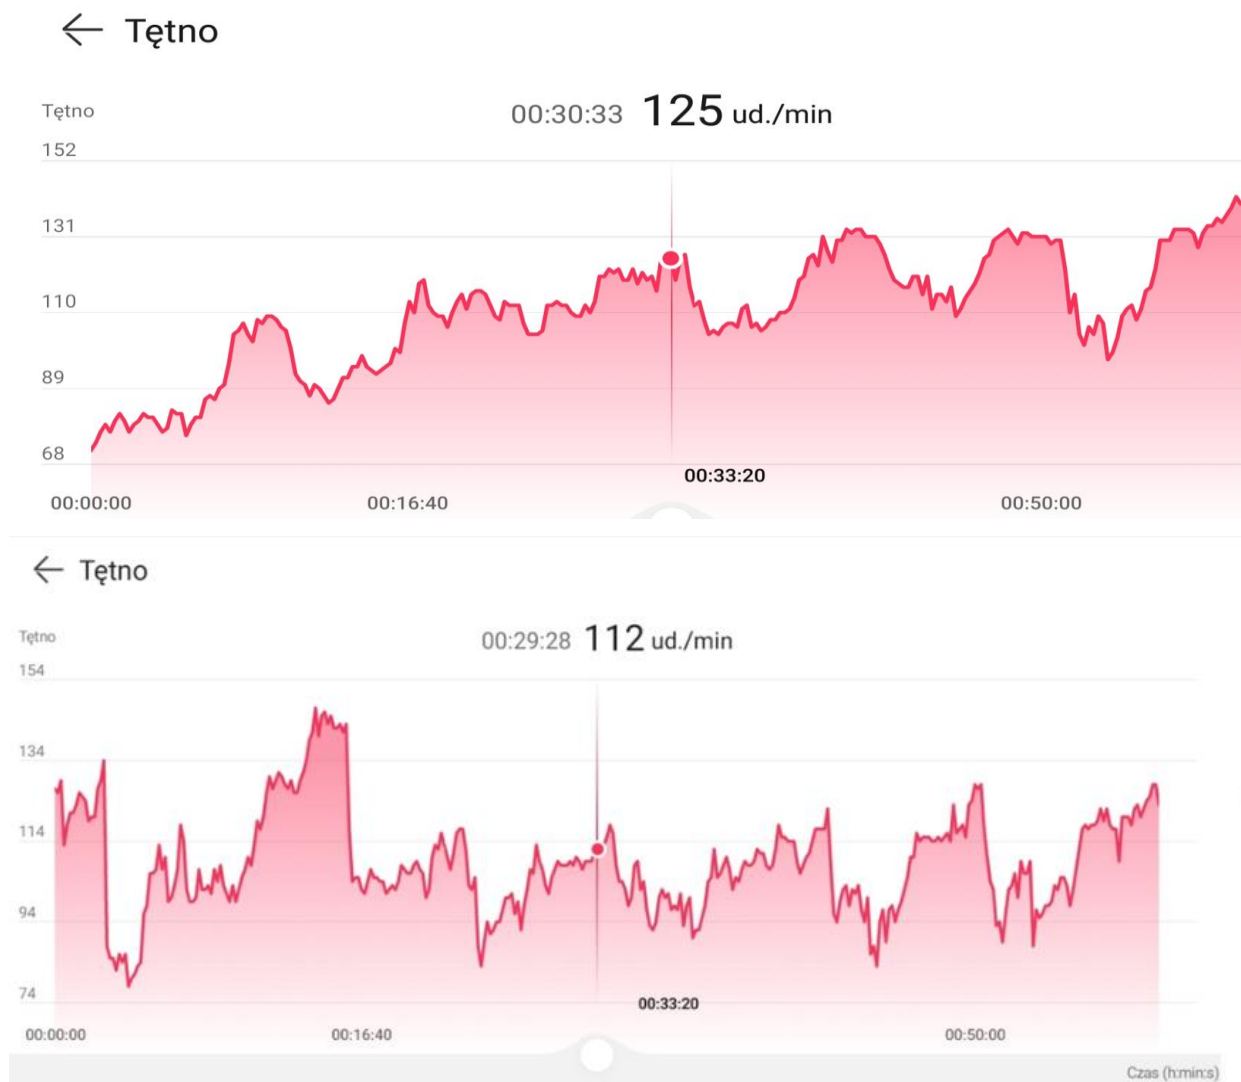 Tętno
Tętno
00:30:33 125 ud./min
152
131
110
89
68
00:33:20
00:00:00 00:16:40 00:50:00
Tętno
Tętno
00:29:28 112 ud./min
154
134
114
94
74
00:33:20
00:00:00 00:16:40 00:50:00
Czas (h:min:s)